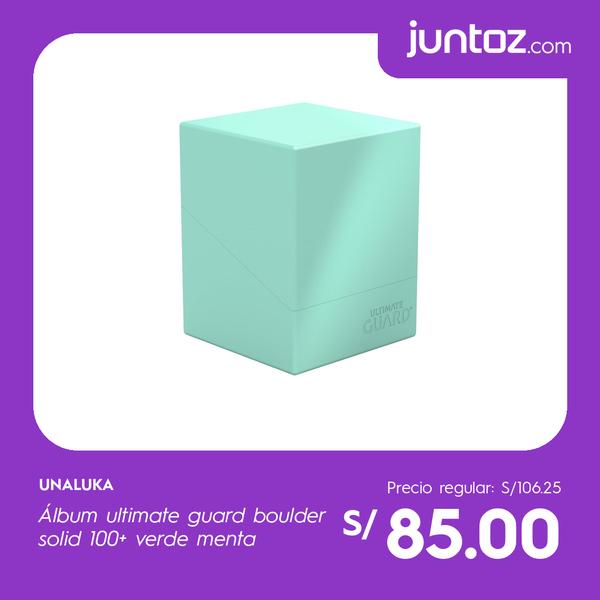 juntoz.com
ULTIMATE
GUARD
UNALUKA
Álbum ultimate guard boulder
solid 100+ verde menta
Precio regular: S/106.25
S/ 85.00